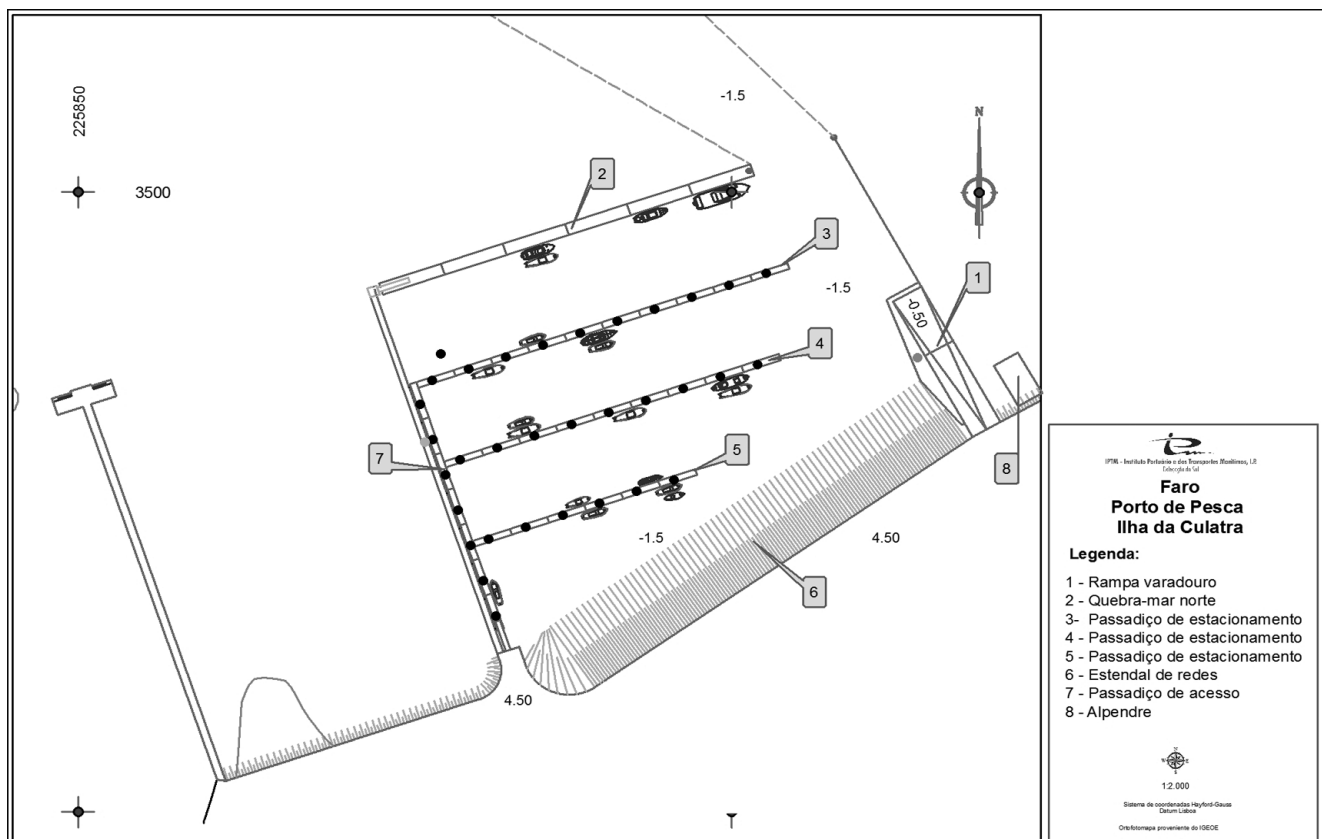 225850
3500
-1.5
N
2
3
-1.5
1
-0.50
4
5
7
8
-1.5
4.50
6
4.50
IPTM - Instituto Portuário e dos Transportes Marítimos, I.P.
Delegação do Sul
Faro
Porto de Pesca
Ilha da Culatra
Legenda:
1 - Rampa varadouro
2 - Quebra-mar norte
3- Passadiço de estacionamento
4 - Passadiço de estacionamento
5 - Passadiço de estacionamento
6 - Estendal de redes
7 - Passadiço de acesso
8 - Alpendre
1:2.000
Sistema de coordenadas Hayford-Gauss
Datum Lisboa
Ortofotomapa proveniente do IGEOE